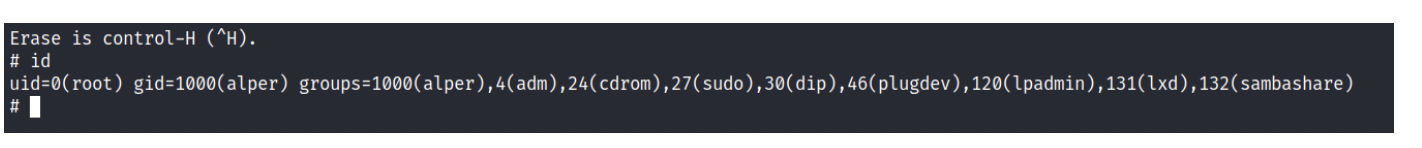 Erase is control-H (^H).
# id
uid=0(root) gid=1000(alper) groups=1000(alper),4(adm),24(cdrom),27(sudo),30(dip),46(plugdev),120(lpadmin),131(lxd),132(sambashare)
#